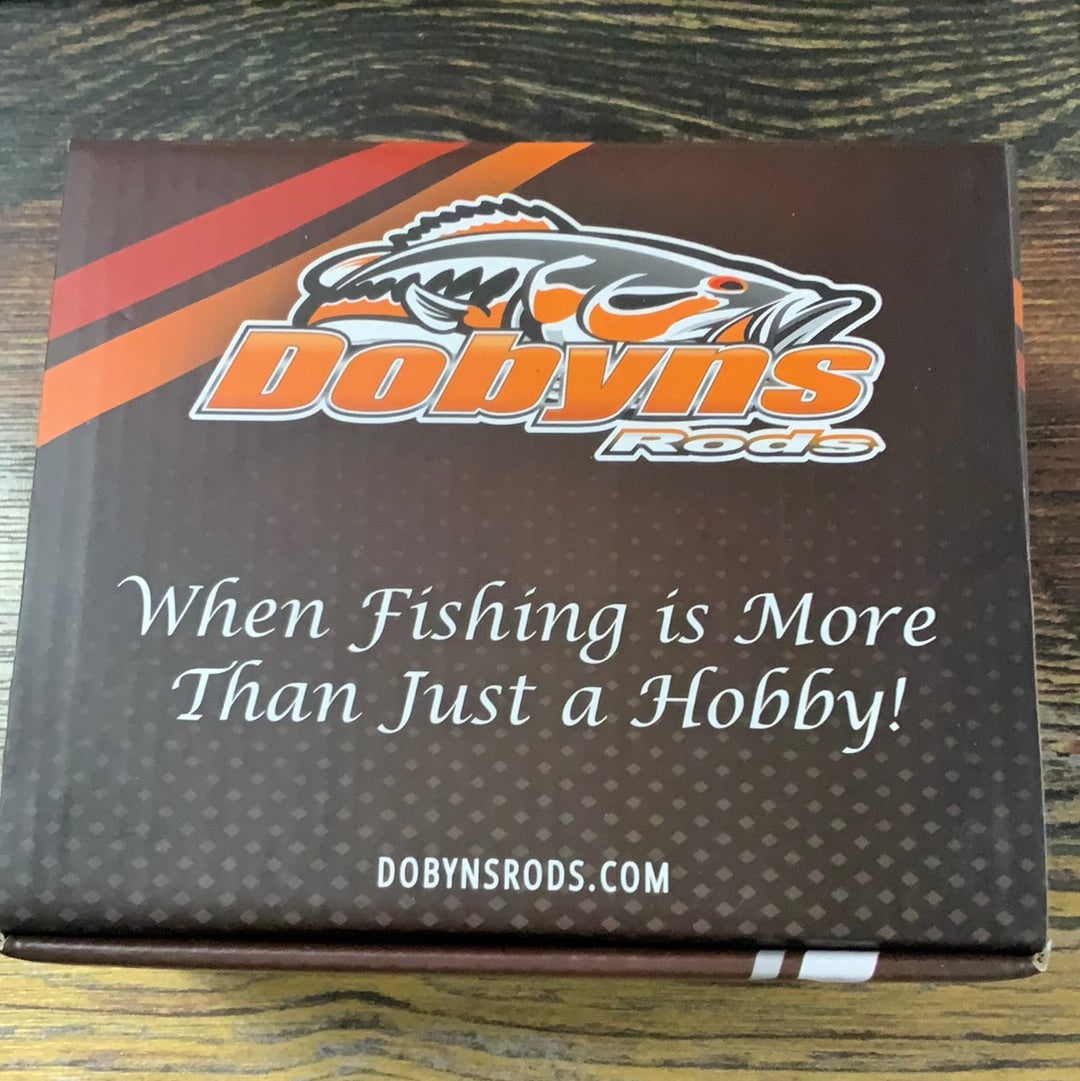 Dobyns
Rods
When Fishing is More
Than Just a Hobby!
DOBYNSRODS.COM